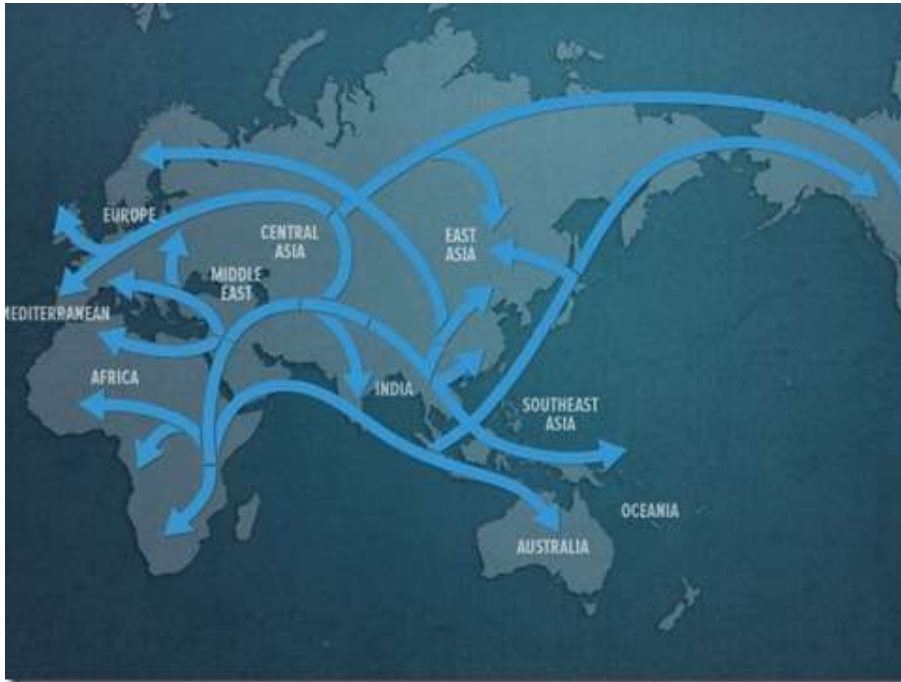 EUROPE
CENTRAL
ASIA
EAST
ASIA
MIDDLE
EAST
MEDITERRANEAN
AFRICA
INDIA
SOUTHEAST
ASIA
OCEANIA
AUSTRALIA